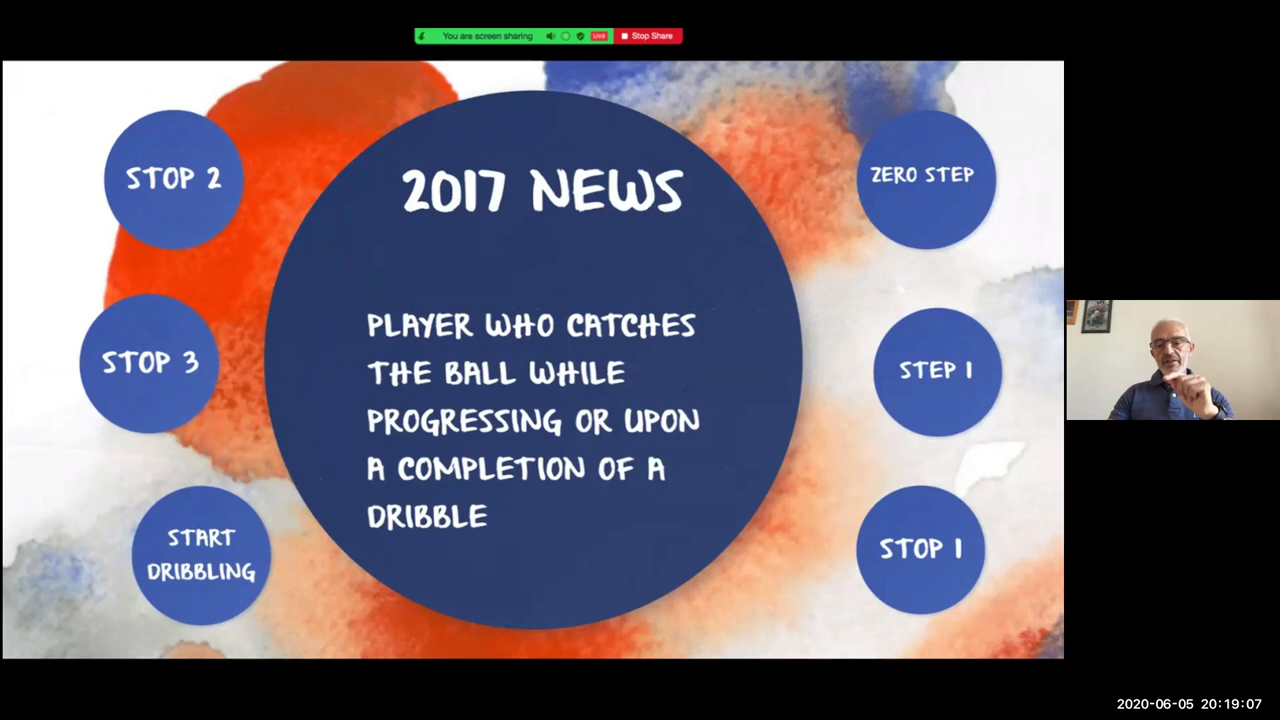 You are screen sharing
LIVE
Stop Share
STOP 2
ZERO STEP
2017 NEWS
STOP 3
STEP 1
PLAYER WHO CATCHES
THE BALL WHILE
PROGRESSING OR UPON
A COMPLETION OF A
DRIBBLE
START
DRIBBLING
STOP 1
2020-06-05 20:19:07